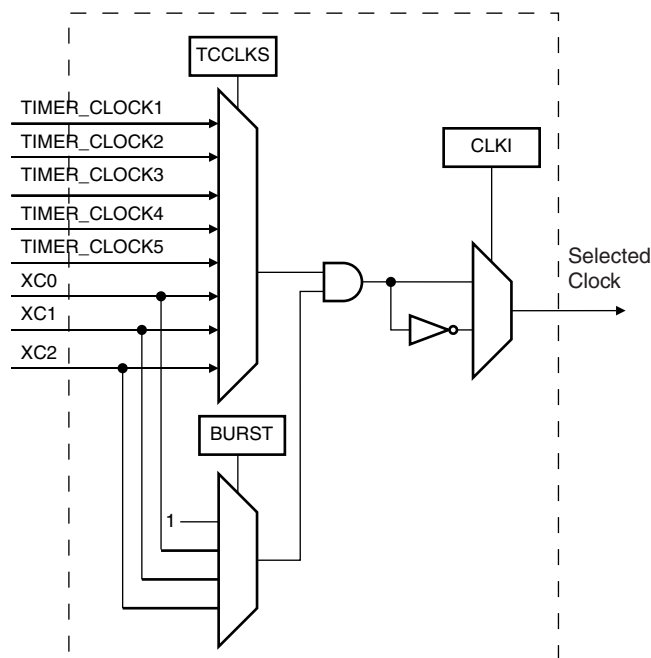 TCCLKS
TIMER_CLOCK1
TIMER_CLOCK2
TIMER_CLOCK3
TIMER_CLOCK4
TIMER_CLOCK5
XC0
XC1
XC2
CLKI
Selected
Clock
BURST
1